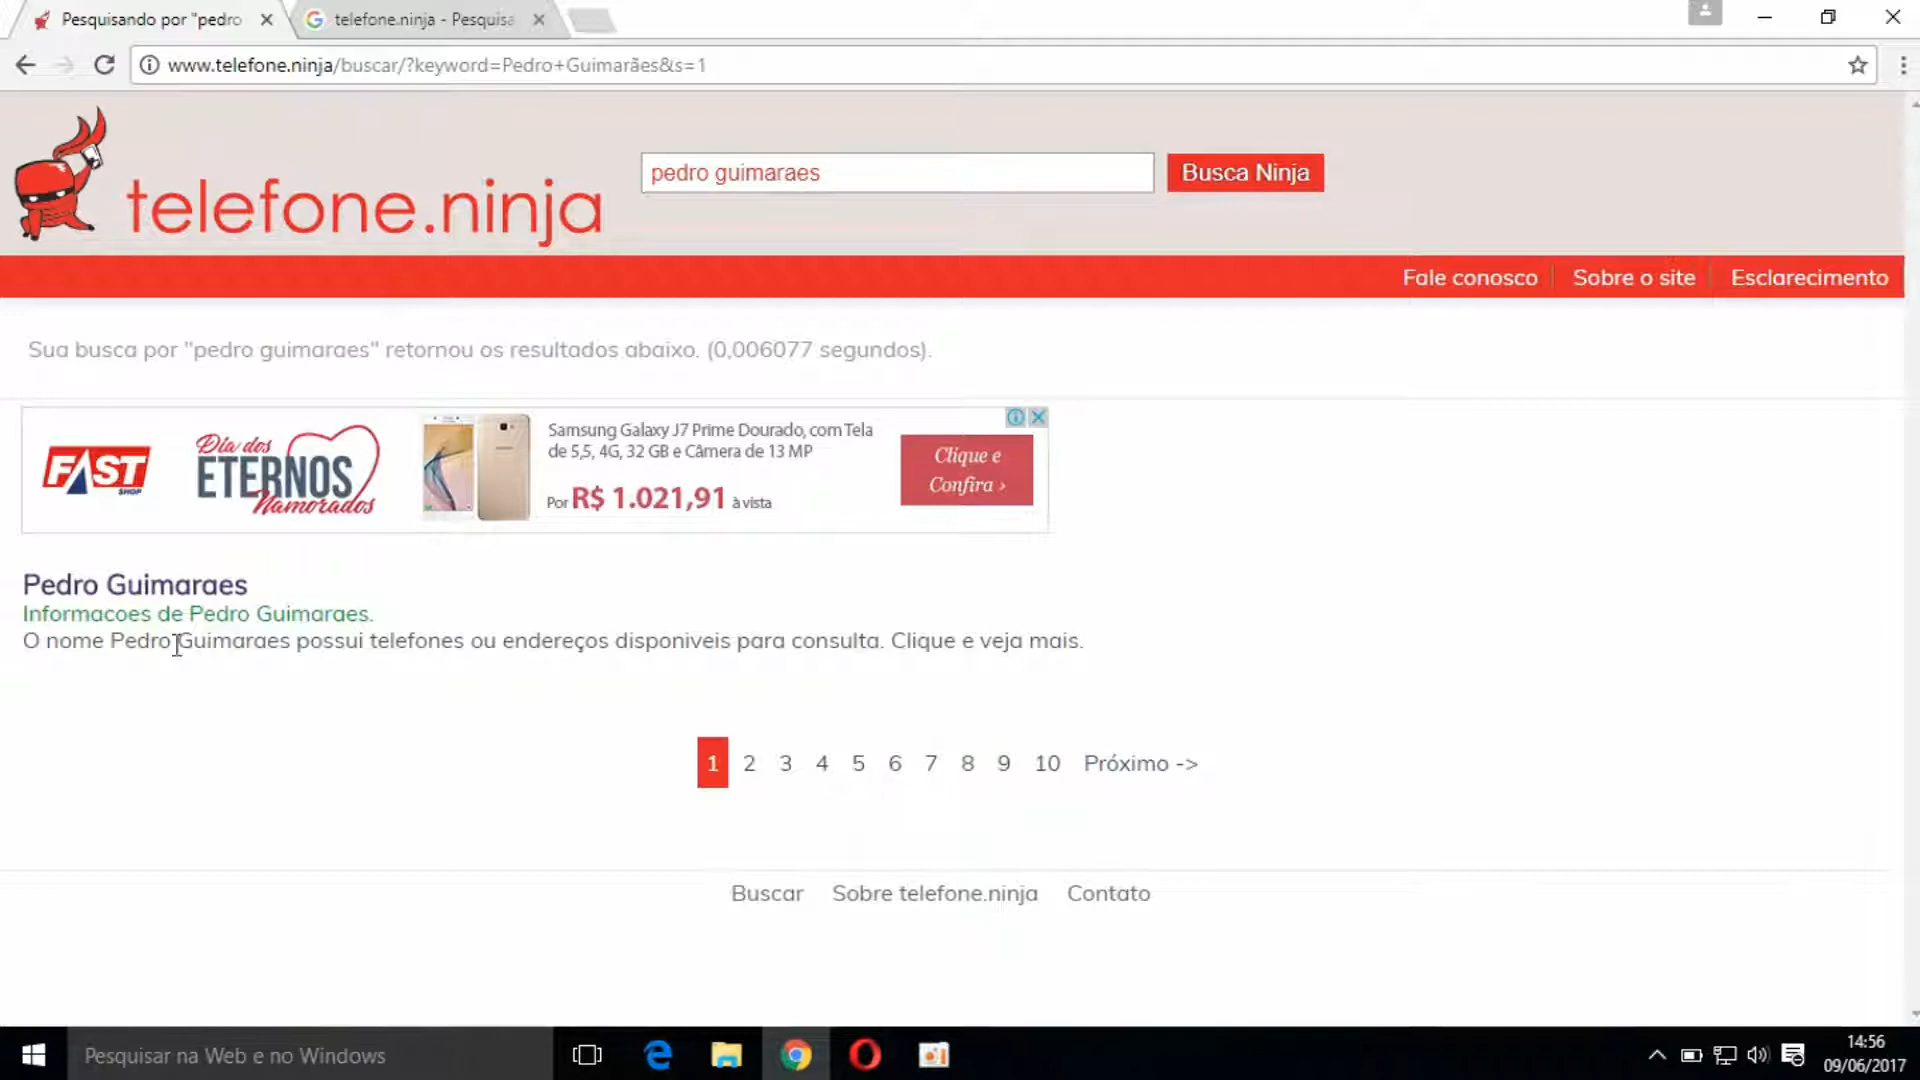 Pesquisando por "pedro
telefone.ninja - Pesquisa
www.telefone.ninja/buscar/?keyword=Pedro+Guimarães&s=1
telefone.ninja
pedro guimaraes
Busca Ninja
Fale conosco
Sobre o site
Esclarecimento
Sua busca por "pedro guimaraes" retornou os resultados abaixo. (0,006077 segundos).
FAST
SHOP
Dia dos
ETERNOS
Namorados
Samsung Galaxy J7 Prime Dourado, com Tela
de 5,5, 4G, 32 GB e Câmera de 13 MP
Por R$ 1.021,91 à vista
Clique e
Confira ›
Pedro Guimaraes
Informacoes de Pedro Guimaraes.
O nome Pedro Guimaraes possui telefones ou endereços disponiveis para consulta. Clique e veja mais.
1 2 3 4 5 6 7 8 9 10 Próximo ->
Buscar
Sobre telefone.ninja
Contato
Pesquisar na Web e no Windows
14:56
09/06/2017